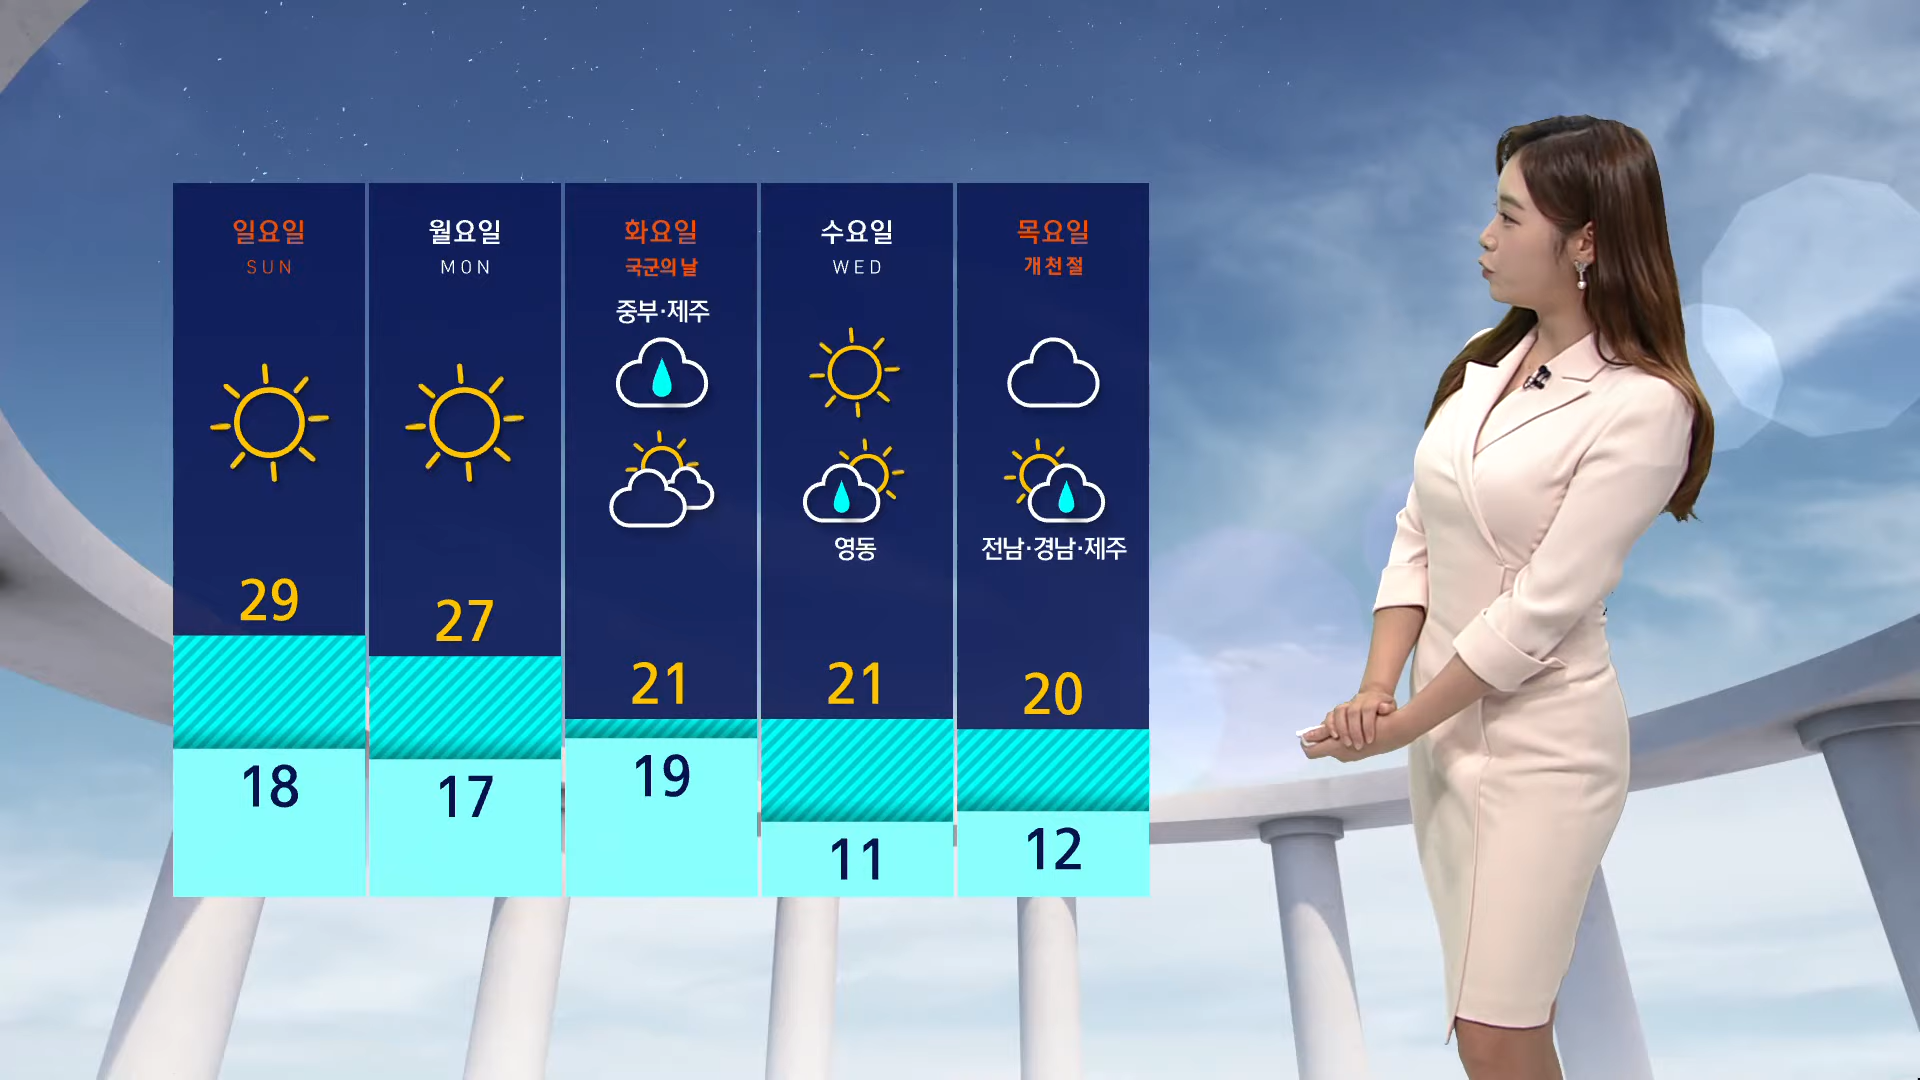 일요일
SUN
29
18
월요일
MON
27
17
화요일
국군의 날
중부·제주
21
19
수요일
WED
영동
21
11
목요일
개천절
전남·경남·제주
20
12